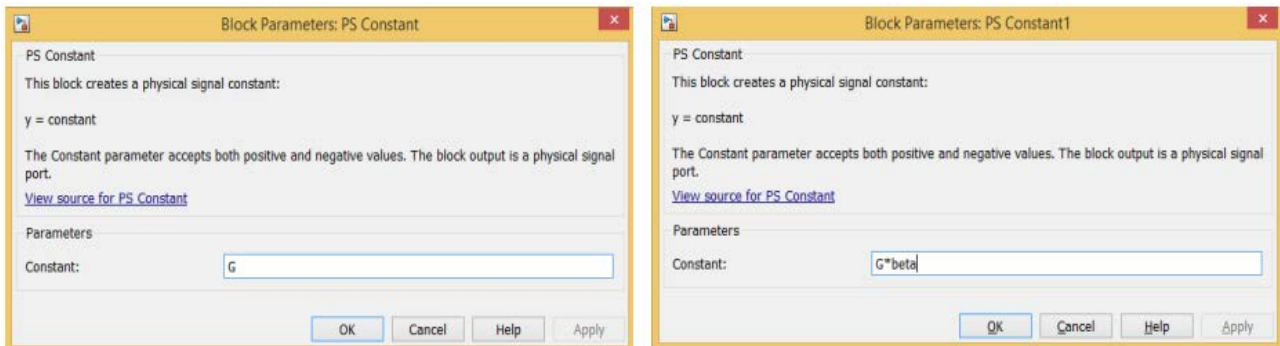 Block Parameters: PS Constant
PS Constant
This block creates a physical signal constant:
y = constant
The Constant parameter accepts both positive and negative values. The block output is a physical signal
port.
View source for PS Constant
Parameters
Constant:
G
OK
Cancel
Help
Apply
Block Parameters: PS Constant1
PS Constant
This block creates a physical signal constant:
y = constant
The Constant parameter accepts both positive and negative values. The block output is a physical signal
port.
View source for PS Constant
Parameters
Constant:
G*beta
OK
Cancel
Help
Apply